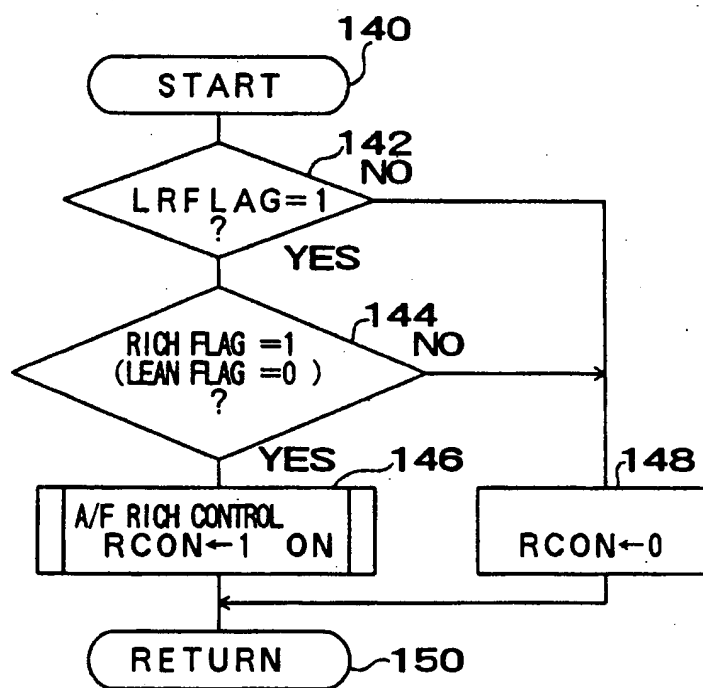 140
START
142
NO
LRFLAG=1
?
YES
144
RICH FLAG =1
NO
(LEAN FLAG =0 )
?
YES
146
148
A/F RICH CONTROL
RCON←1 ON
RCON←0
RETURN
150